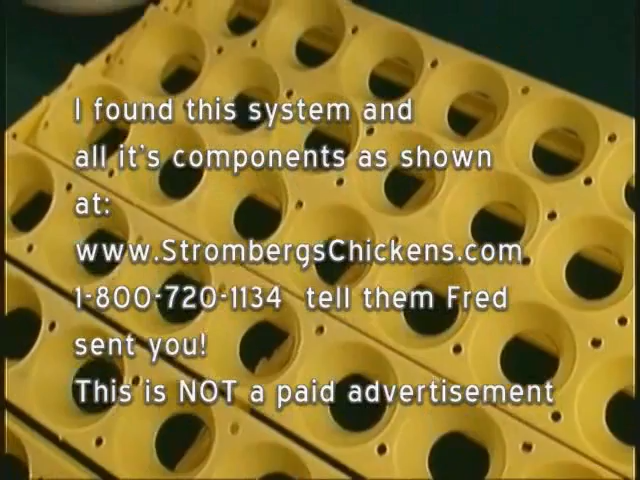 I found this system and
all it's components as shown
at:
www.StrombergsChickens.com
1-800-720-1134 tell them Fred
sent you!
This is NOT a paid advertisement